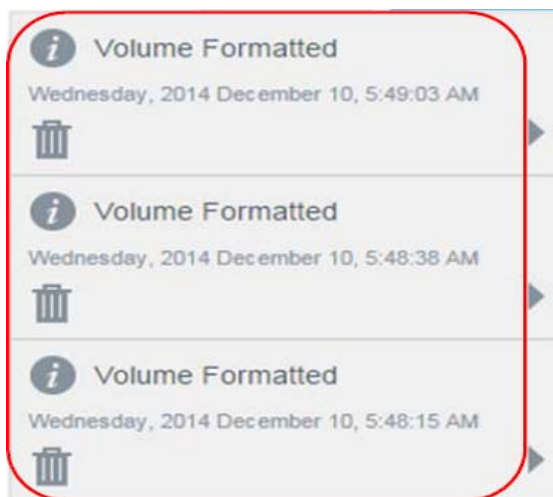 i Volume Formatted
Wednesday, 2014 December 10, 5:49:03 AM
i Volume Formatted
Wednesday, 2014 December 10, 5:48:38 AM
i Volume Formatted
Wednesday, 2014 December 10, 5:48:15 AM